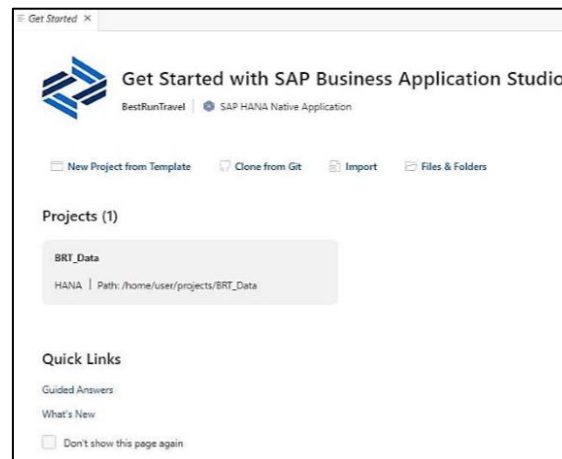 Get Started
Get Started with SAP Business Application Studio
BestRunTravel | SAP HANA Native Application
New Project from Template Clone from Git Import Files & Folders
Projects (1)
BRT_Data
HANA | Path: /home/user/projects/BRT_Data
Quick Links
Guided Answers
What's New
Don't show this page again